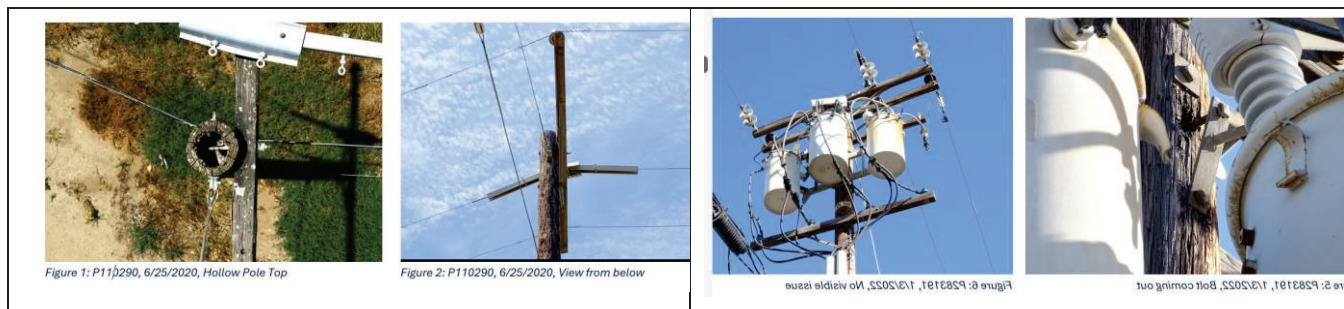 Figure 1: P110290, 6/25/2020, Hollow Pole Top
Figure 2: P110290, 6/25/2020, View from below
Figure 6: P283191, 1/3/2022, No visible issue
re 5: P283191, 1/3/2022, Bolt coming out